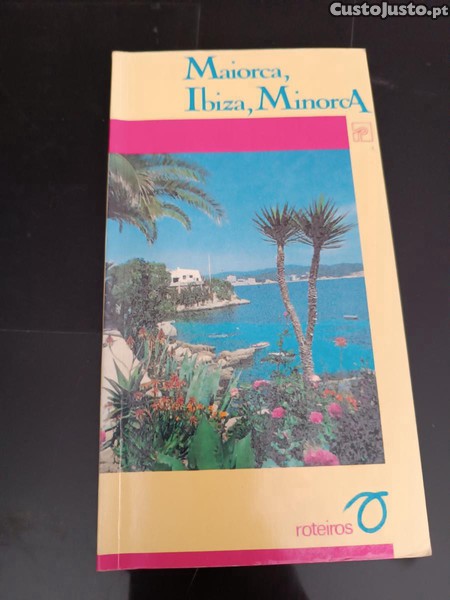 CustoJusto.pt
Maiorca,
Ibiza, MinorcA
roteiros